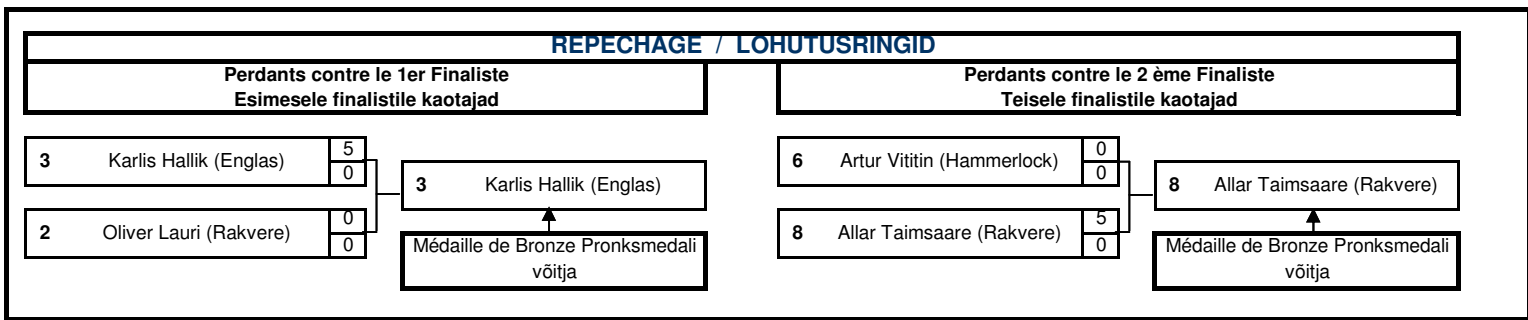 REPECHAGE / LOHUTUSRINGID
Perdants contre le 1er Finaliste
Esimesele finalistile kaotajad
3 Karlis Hallik (Englas) 5
0
2 Oliver Lauri (Rakvere) 0
0
3 Karlis Hallik (Englas)
Médaille de Bronze Pronksmedali
võitja
Perdants contre le 2 ème Finaliste
Teisele finalistile kaotajad
6 Artur Vititin (Hammerlock) 0
0
8 Allar Taimsaare (Rakvere) 5
0
8 Allar Taimsaare (Rakvere)
Médaille de Bronze Pronksmedali
võitja